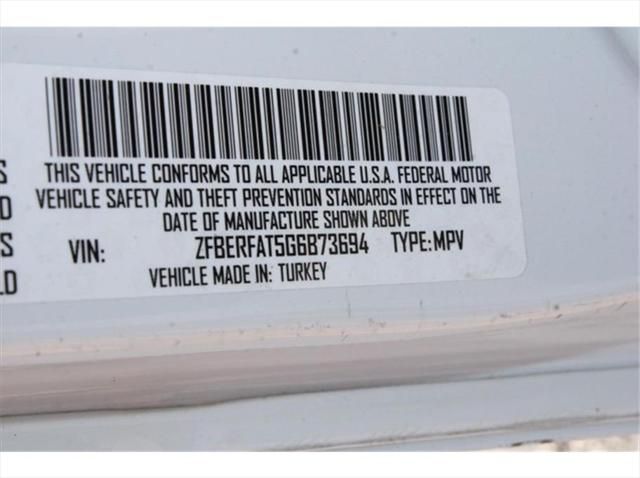 THIS VEHICLE CONFORMS TO ALL APPLICABLE U.S.A. FEDERAL MOTOR
VEHICLE SAFETY AND THEFT PREVENTION STANDARDS IN EFFECT ON THE
DATE OF MANUFACTURE SHOWN ABOVE
VIN: ZFBERFAT5G6B73694 TYPE:MPV
VEHICLE MADE IN: TURKEY